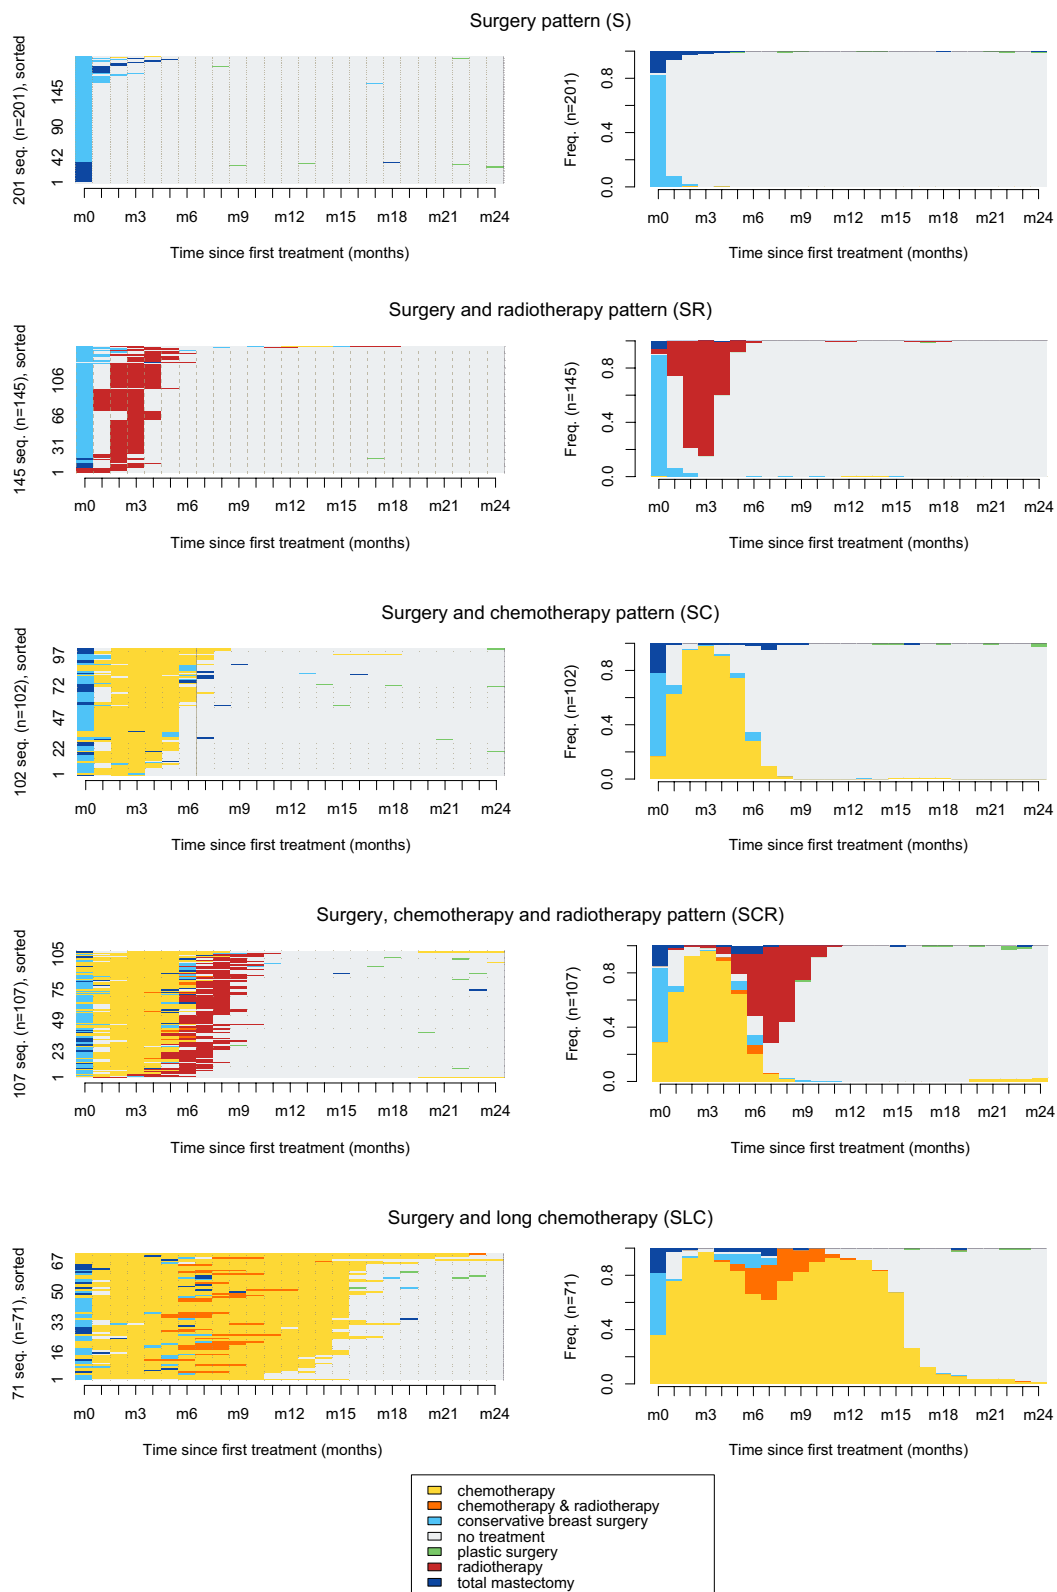 Surgery pattern (S)
201 seq. (n=201), sorted
1 42 90 145
m0 m3 m6 m9 m12 m15 m18 m21 m24
Time since first treatment (months)
Freq. (n=201)
0.0 0.4 0.8
m0 m3 m6 m9 m12 m15 m18 m21 m24
Time since first treatment (months)
Surgery and radiotherapy pattern (SR)
145 seq. (n=145), sorted
1 31 66 106
m0 m3 m6 m9 m12 m15 m18 m21 m24
Time since first treatment (months)
Freq. (n=145)
0.0 0.4 0.8
m0 m3 m6 m9 m12 m15 m18 m21 m24
Time since first treatment (months)
Surgery and chemotherapy pattern (SC)
102 seq. (n=102), sorted
1 22 47 72 97
m0 m3 m6 m9 m12 m15 m18 m21 m24
Time since first treatment (months)
Freq. (n=102)
0.0 0.4 0.8
m0 m3 m6 m9 m12 m15 m18 m21 m24
Time since first treatment (months)
Surgery, chemotherapy and radiotherapy pattern (SCR)
107 seq. (n=107), sorted
1 23 49 75 105
m0 m3 m6 m9 m12 m15 m18 m21 m24
Time since first treatment (months)
Freq. (n=107)
0.0 0.4 0.8
m0 m3 m6 m9 m12 m15 m18 m21 m24
Time since first treatment (months)
Surgery and long chemotherapy (SLC)
71 seq. (n=71), sorted
1 16 33 50 67
m0 m3 m6 m9 m12 m15 m18 m21 m24
Time since first treatment (months)
Freq. (n=71)
0.0 0.4 0.8
m0 m3 m6 m9 m12 m15 m18 m21 m24
Time since first treatment (months)
chemotherapy
chemotherapy & radiotherapy
conservative breast surgery
no treatment
plastic surgery
radiotherapy
total mastectomy